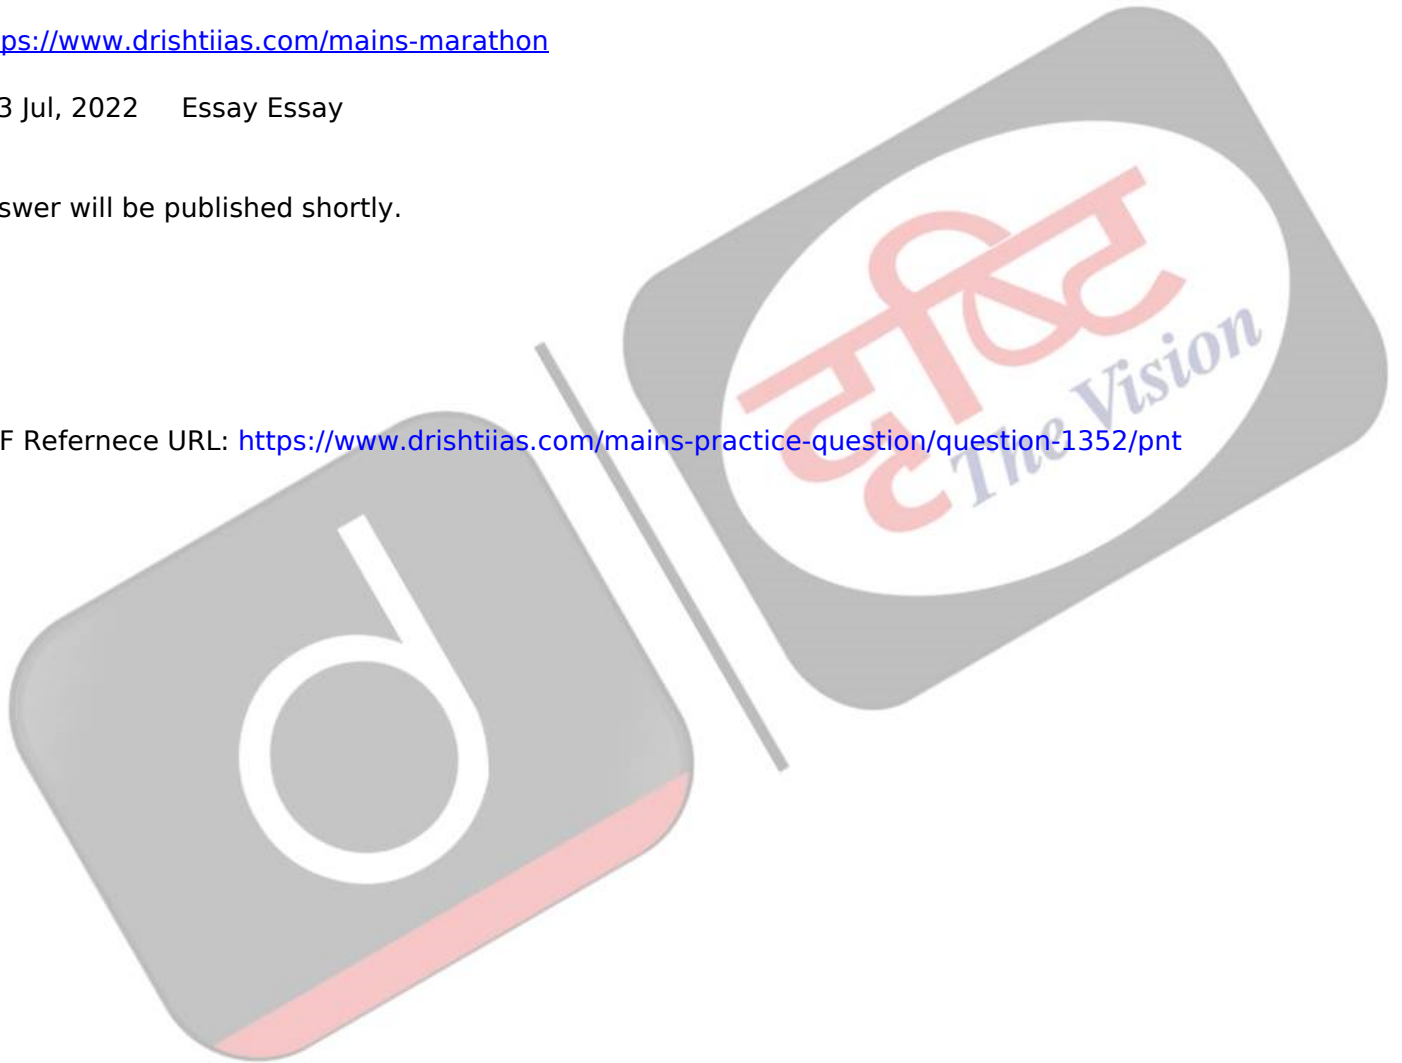 ps://www.drishtiias.com/mains-marathon
3 Jul, 2022 Essay Essay
swer will be published shortly.
F Refernece URL: https://www.drishtiias.com/mains-practice-question/question-1352/pnt
दृष्टि
The Vision
d